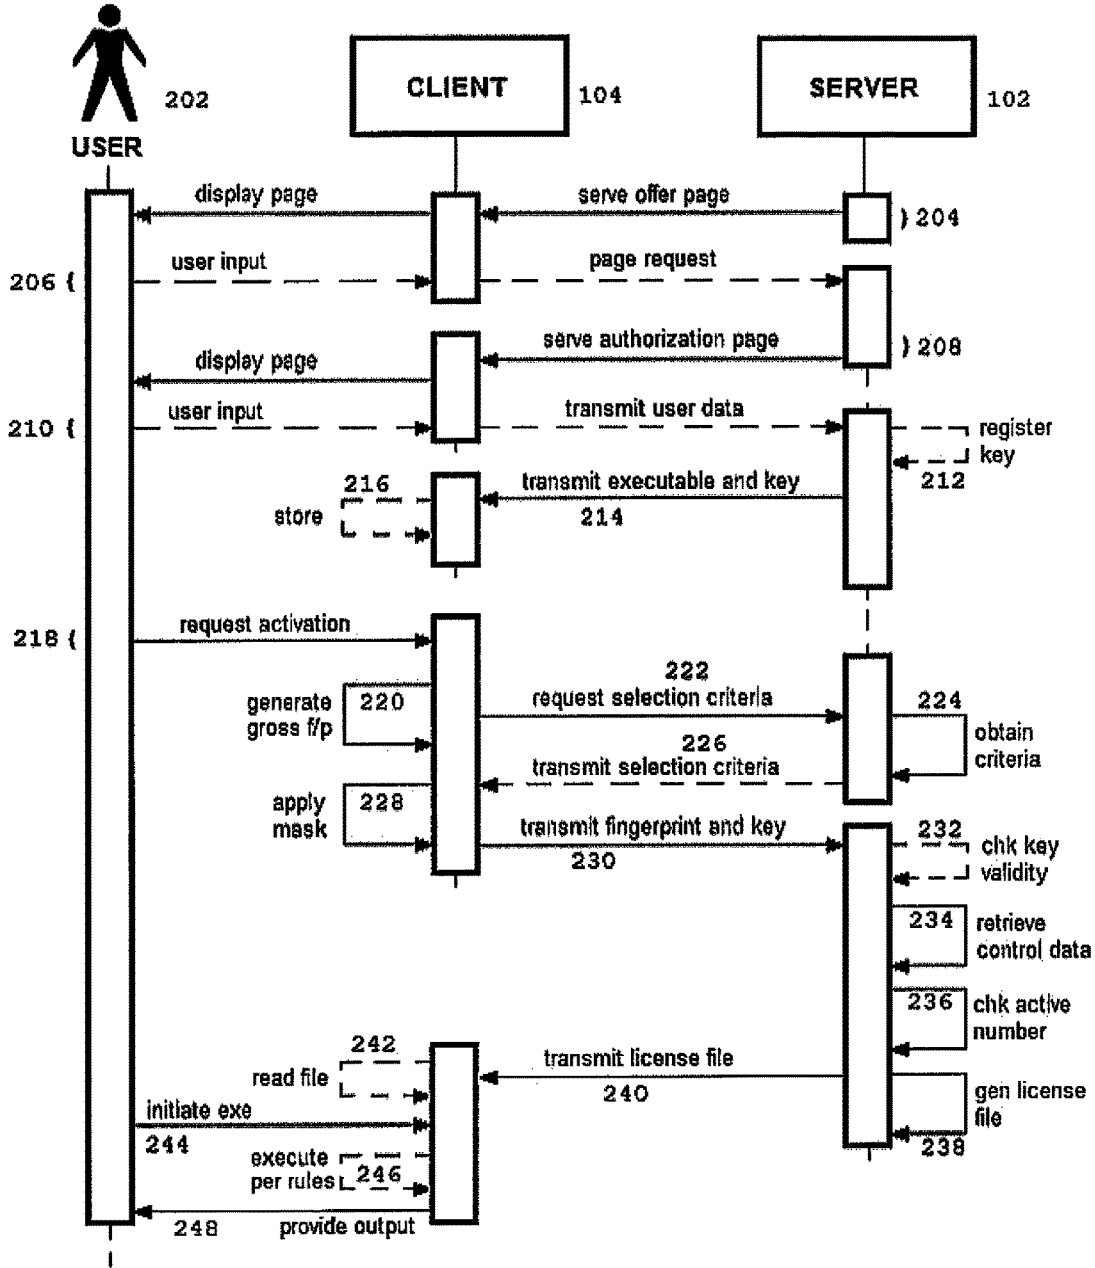 202
USER
CLIENT
104
SERVER
102
display page
serve offer page
) 204
206 (
user input
page request
serve authorization page
) 208
display page
210 (
user input
transmit user data
register
key
212
216
store
transmit executable and key
214
218 (
request activation
generate
gross f/p
220
222
request selection criteria
224
obtain
criteria
226
transmit selection criteria
apply
mask
228
transmit fingerprint and key
230
232
chk key
validity
234
retrieve
control data
236
chk active
number
242
read file
transmit license file
240
gen license
file
238
initiate exe
244
execute
per rules
246
248
provide output